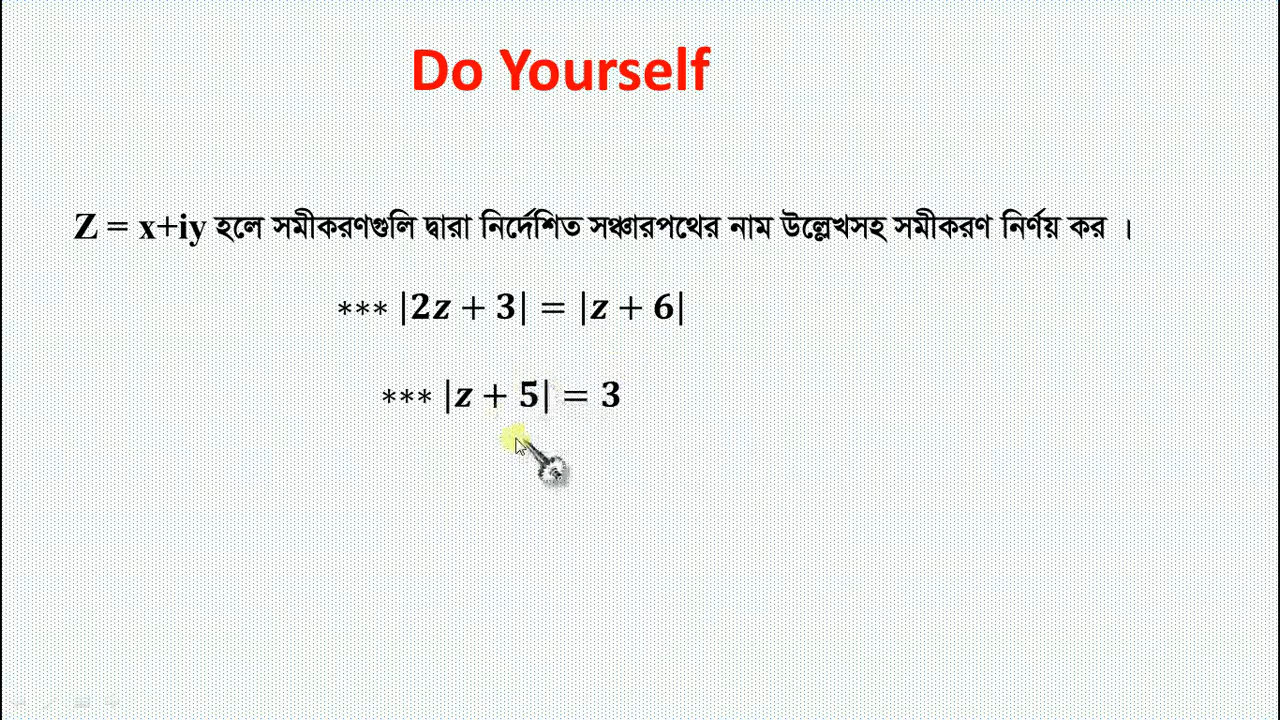 Do Yourself
Z = x+iy হলে সমীকরণগুলি দ্বারা নির্দেশিত সঞ্চারপথের নাম উল্লেখসহ সমীকরণ নির্ণয় কর ।
*** |2z + 3| = |z + 6|
*** |z + 5| = 3